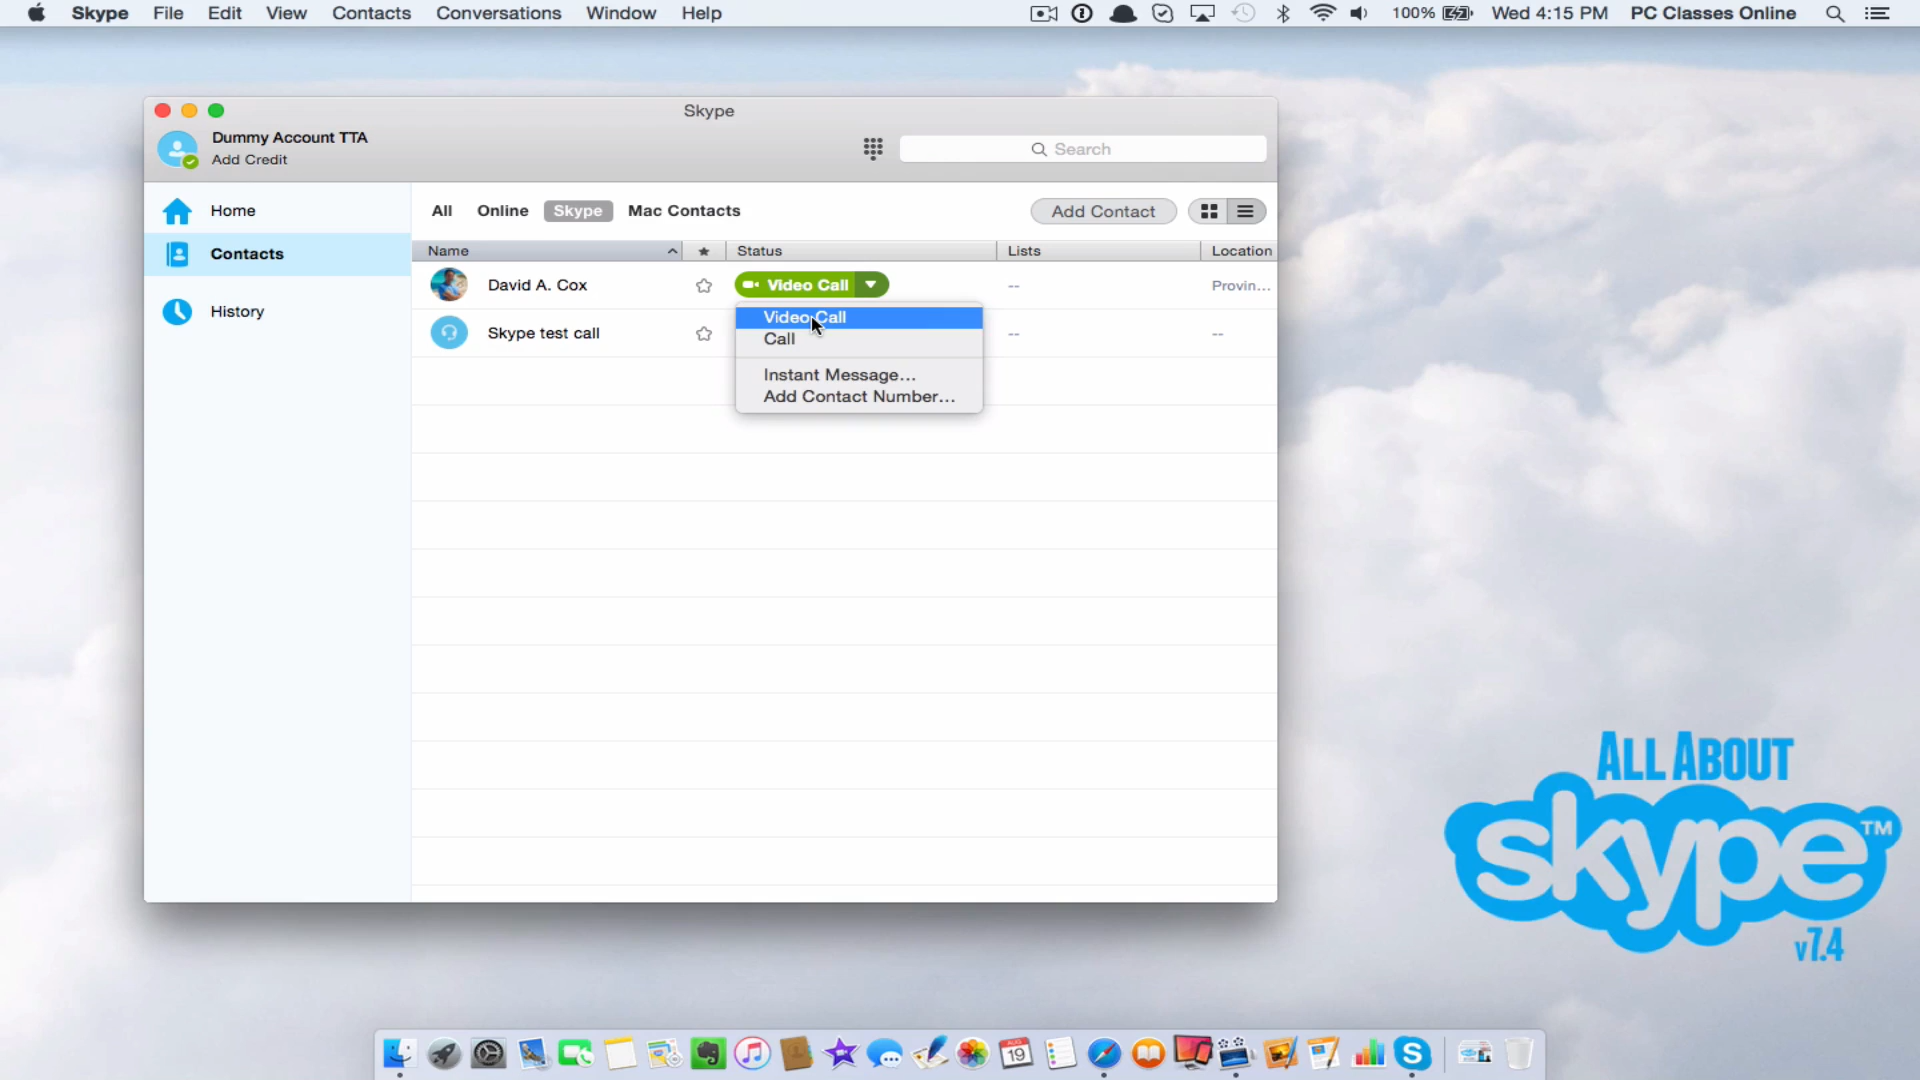 Skype File Edit View Contacts Conversations Window Help 100% Wed 4:15 PM PC Classes Online
Skype
Dummy Account TTA
Add Credit
Search
Home
Contacts
History
All Online Skype Mac Contacts Add Contact
Name Status Lists Location
David A. Cox Video Call -- Provin...
Skype test call -- --
Video Call
Call
Instant Message...
Add Contact Number...
ALL ABOUT
skype™
v7.4
AUG
19